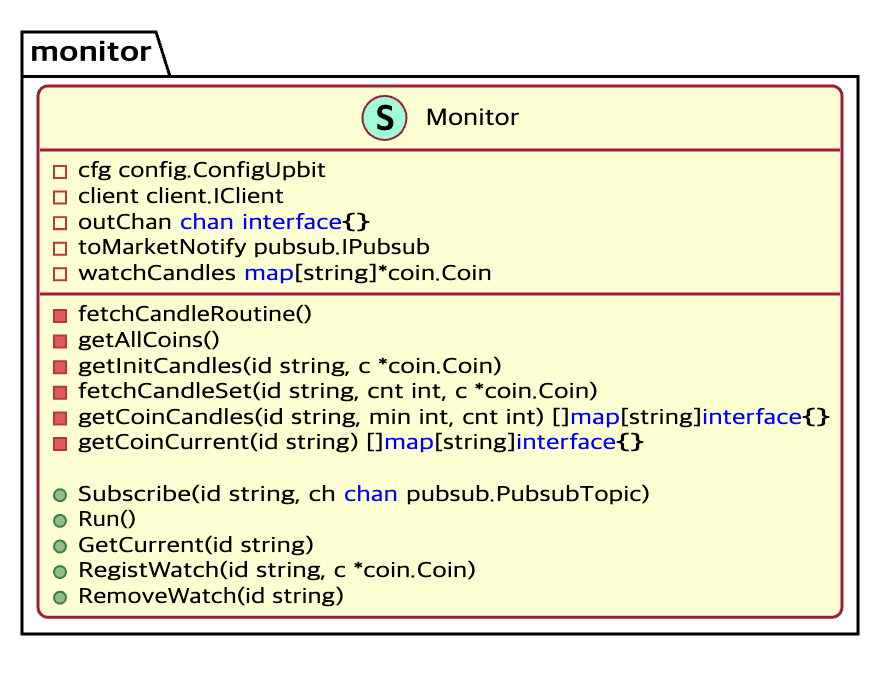 monitor
S Monitor
cfg config.ConfigUpbit
client client.IClient
outChan chan interface{}
toMarketNotify pubsub.IPubsub
watchCandles map[string]*coin.Coin
fetchCandleRoutine()
getAllCoins()
getInitCandles(id string, c *coin.Coin)
fetchCandleSet(id string, cnt int, c *coin.Coin)
getCoinCandles(id string, min int, cnt int) []map[string]interface{}
getCoinCurrent(id string) []map[string]interface{}
Subscribe(id string, ch chan pubsub.PubsubTopic)
Run()
GetCurrent(id string)
RegistWatch(id string, c *coin.Coin)
RemoveWatch(id string)